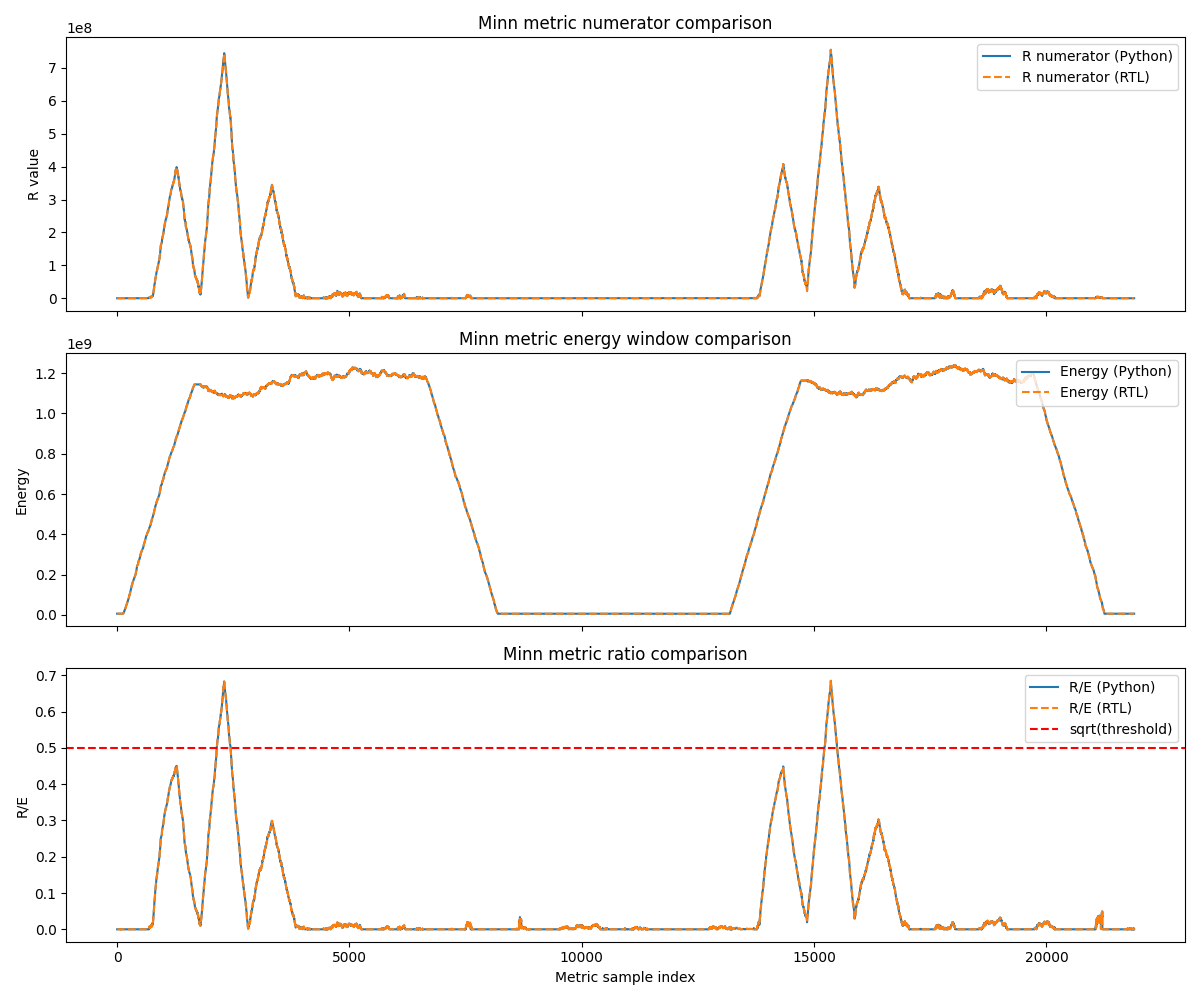 Minn metric numerator comparison
1e8
R value
7
6
5
4
3
2
1
0
R numerator (Python)
R numerator (RTL)
Minn metric energy window comparison
1e9
Energy
1.2
1.0
0.8
0.6
0.4
0.2
0.0
Energy (Python)
Energy (RTL)
Minn metric ratio comparison
R/E
0.7
0.6
0.5
0.4
0.3
0.2
0.1
0.0
R/E (Python)
R/E (RTL)
sqrt(threshold)
0 5000 10000 15000 20000
Metric sample index